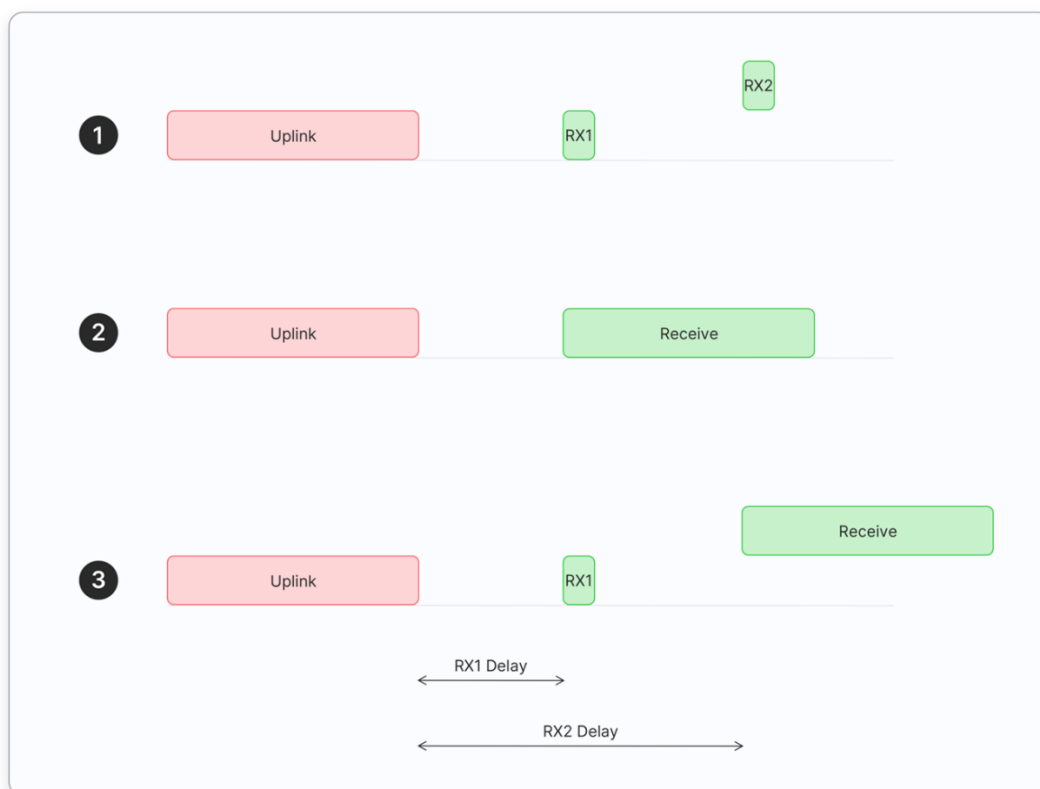 RX2
1
Uplink
RX1
2
Uplink
Receive
Receive
3
Uplink
RX1
RX1 Delay
RX2 Delay